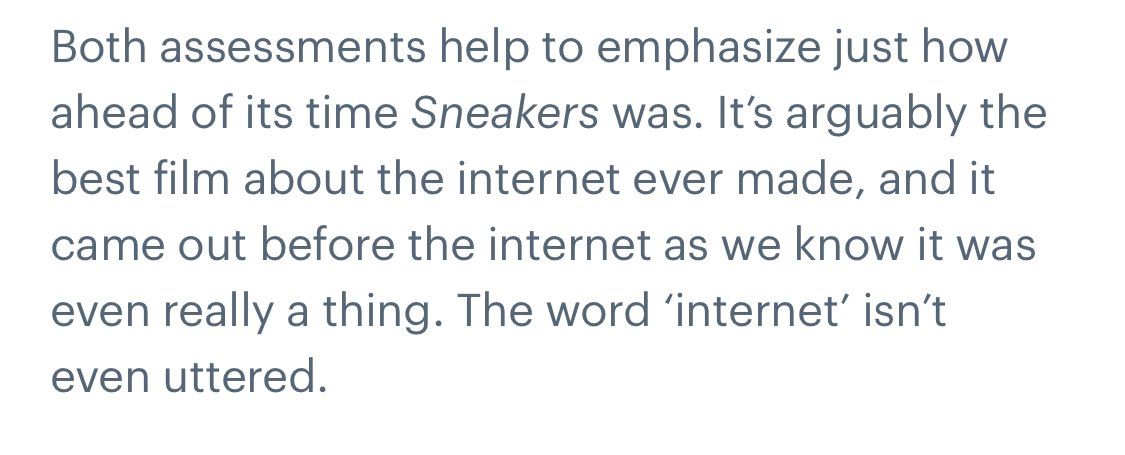 Both assessments help to emphasize just how
ahead of its time Sneakers was. It’s arguably the
best film about the internet ever made, and it
came out before the internet as we know it was
even really a thing. The word ‘internet’ isn’t
even uttered.